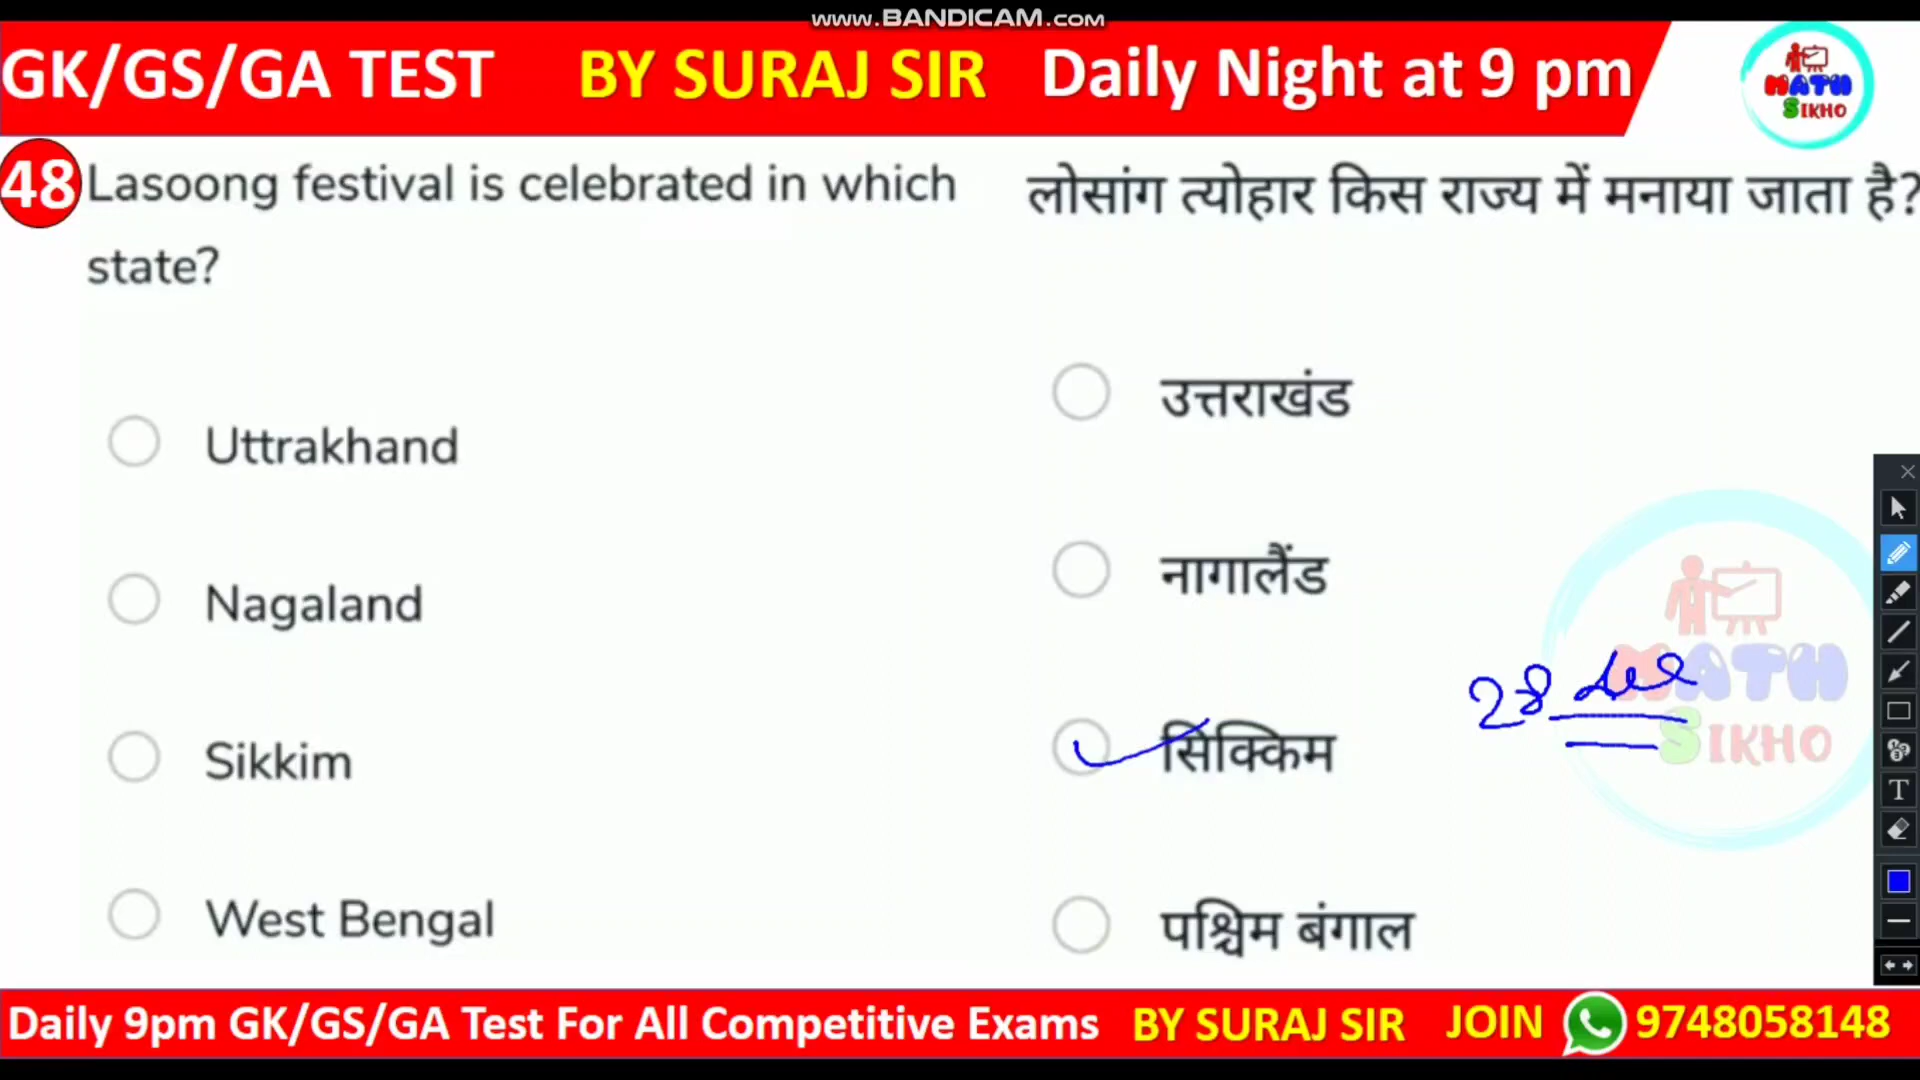 www.BANDICAM.com
GK/GS/GA TEST BY SURAJ SIR Daily Night at 9 pm
MATH
SIKHO
48 Lasoong festival is celebrated in which
state?
Uttrakhand
Nagaland
Sikkim
West Bengal
लोसांग त्योहार किस राज्य में मनाया जाता है?
उत्तराखंड
नागालैंड
सिक्किम
पश्चिम बंगाल
28
MATH
SIKHO
T
Daily 9pm GK/GS/GA Test For All Competitive Exams BY SURAJ SIR JOIN 9748058148